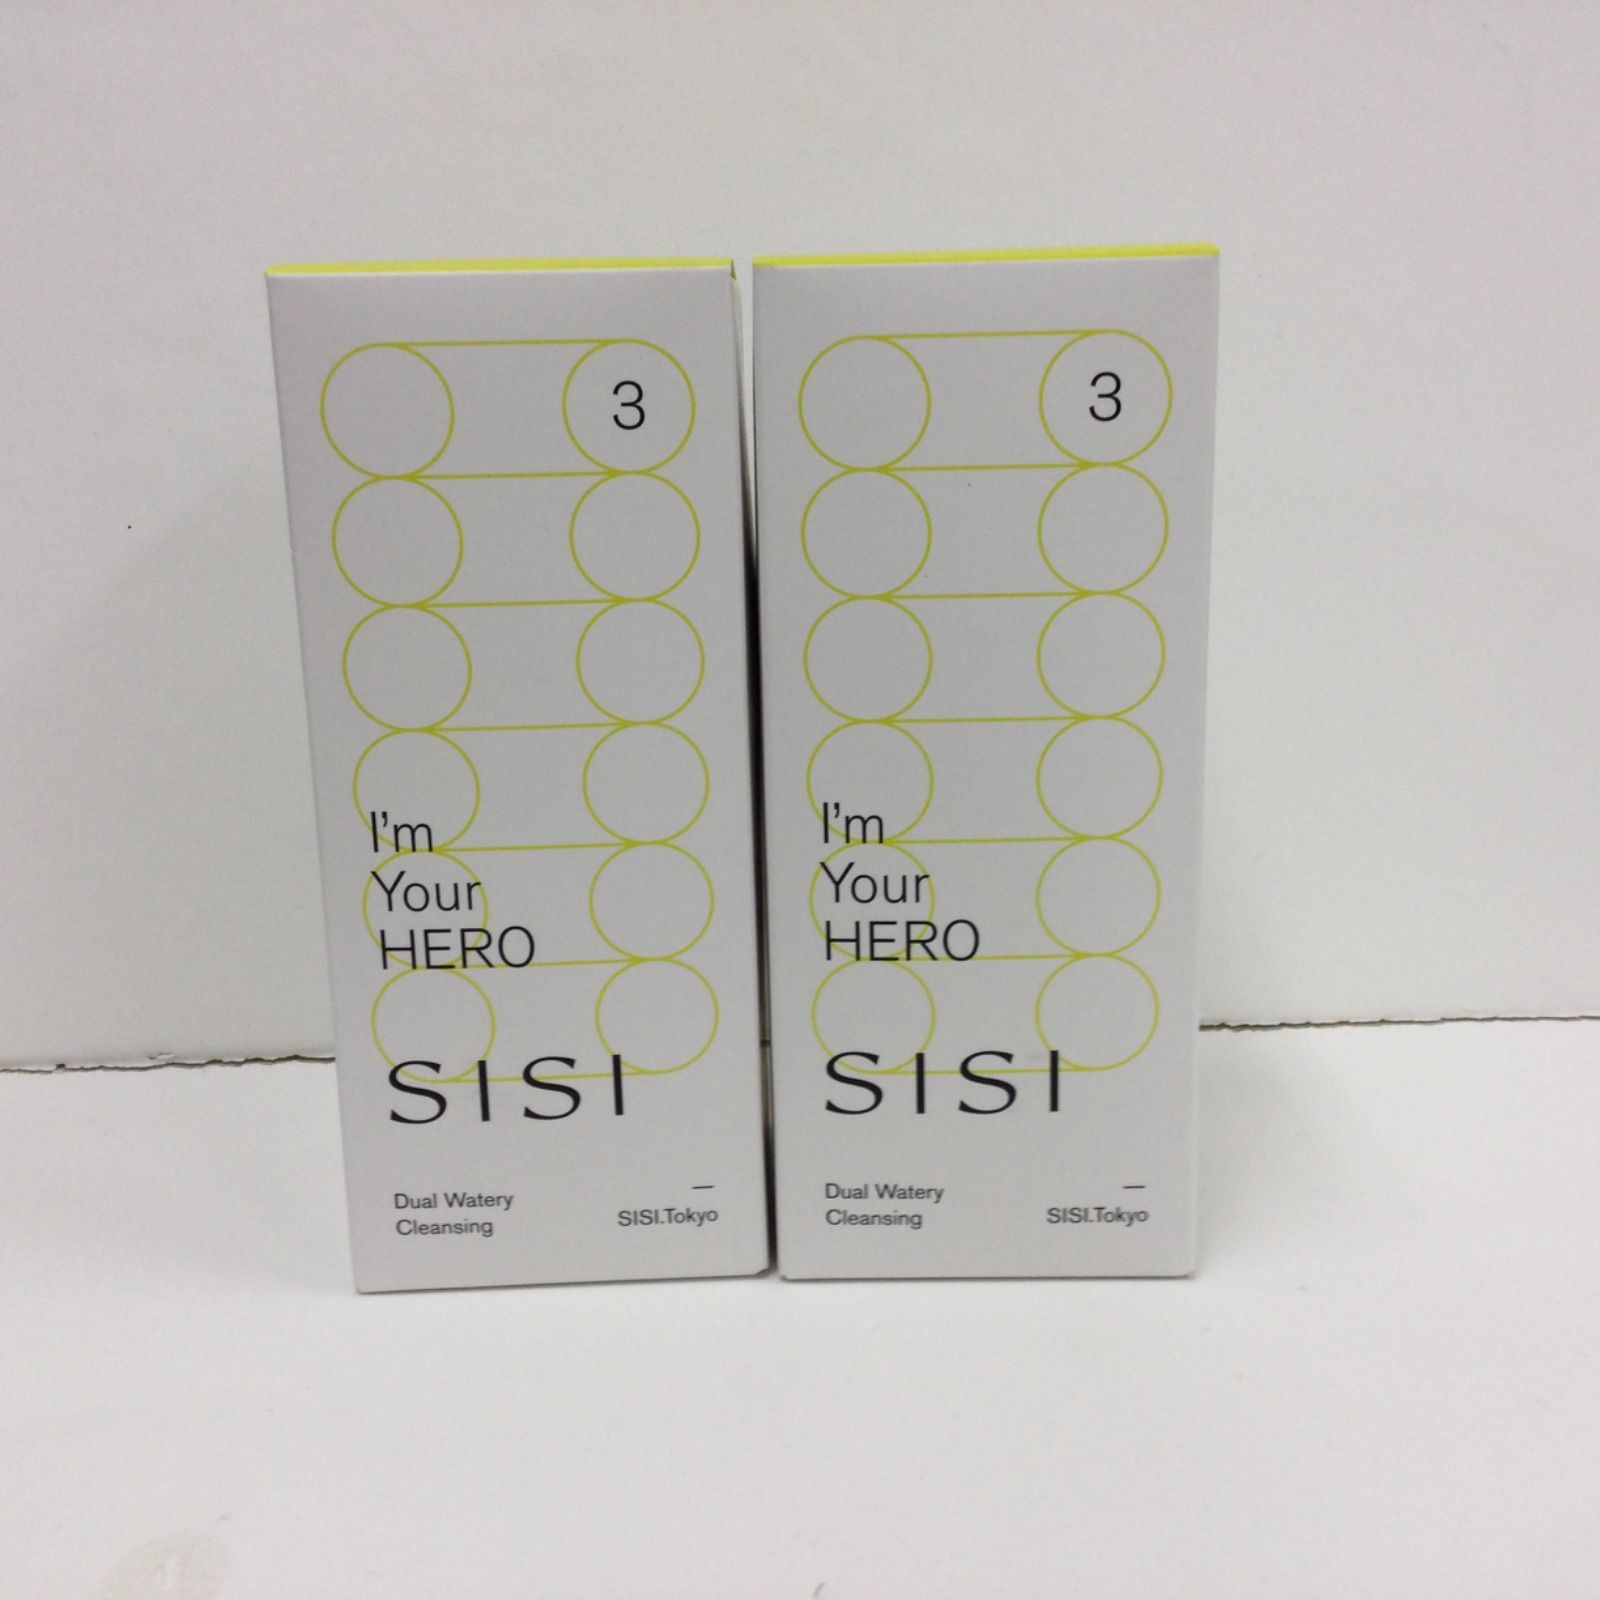 3
I'm
Your
HERO
SISI
Dual Watery
Cleansing
—
SISI.Tokyo
3
I'm
Your
HERO
SISI
Dual Watery
Cleansing
—
SISI.Tokyo